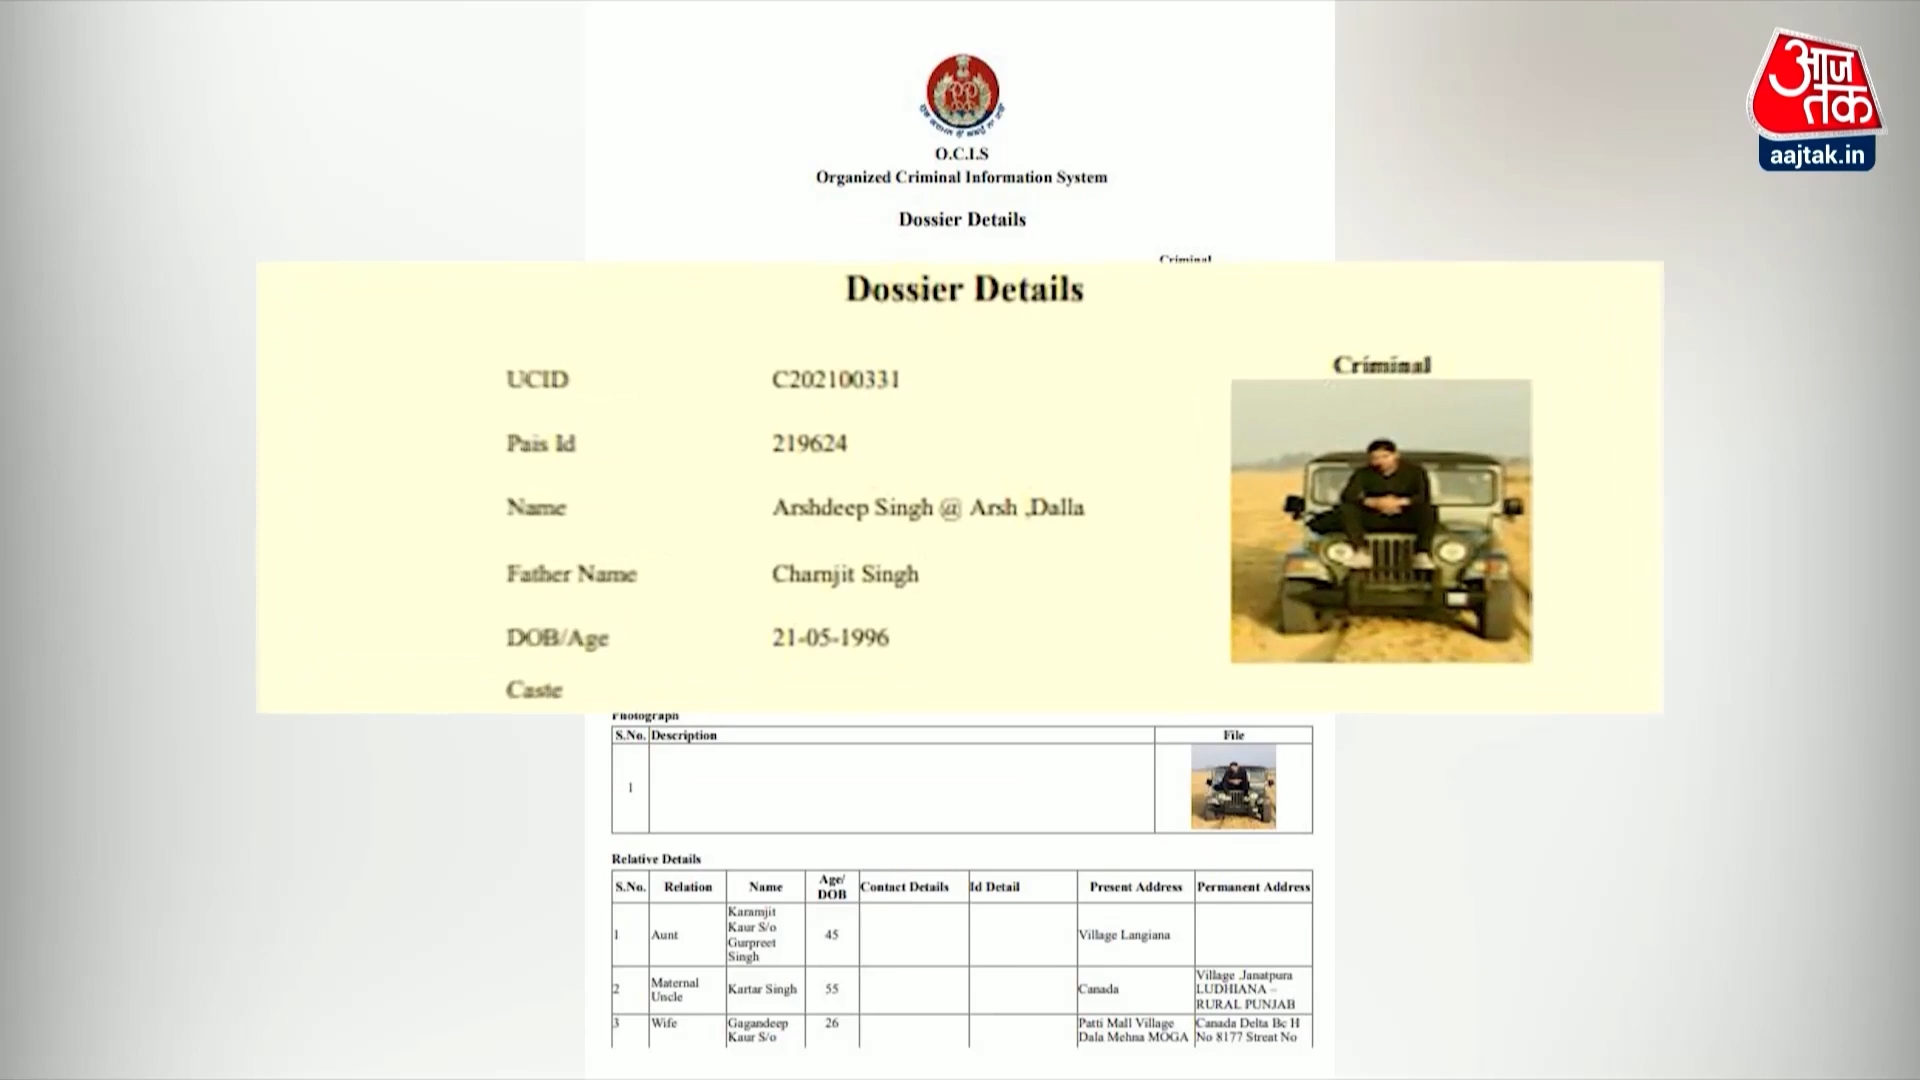 आज
तक
aajtak.in
O.C.I.S
Organized Criminal Information System
Dossier Details
Criminal
Dossier Details
Criminal
UCID C202100331
Pais Id 219624
Name Arshdeep Singh @ Arsh ,Dalla
Father Name Charnjit Singh
DOB/Age 21-05-1996
Caste
Photograph
S.No. Description File
1
Relative Details
S.No. Relation Name Age/ DOB Contact Details Id Detail Present Address Permanent Address
1 Aunt Karamjit Kaur S/o Gurpreet Singh 45 Village Langiana
2 Maternal Uncle Kartar Singh 55 Canada Village Janatpura LUDHIANA – RURAL PUNJAB
3 Wife Gagandeep Kaur S/o 26 Patti Mall Village Dala Mehna MOGA Canada Delta Bc H No 8177 Streat No